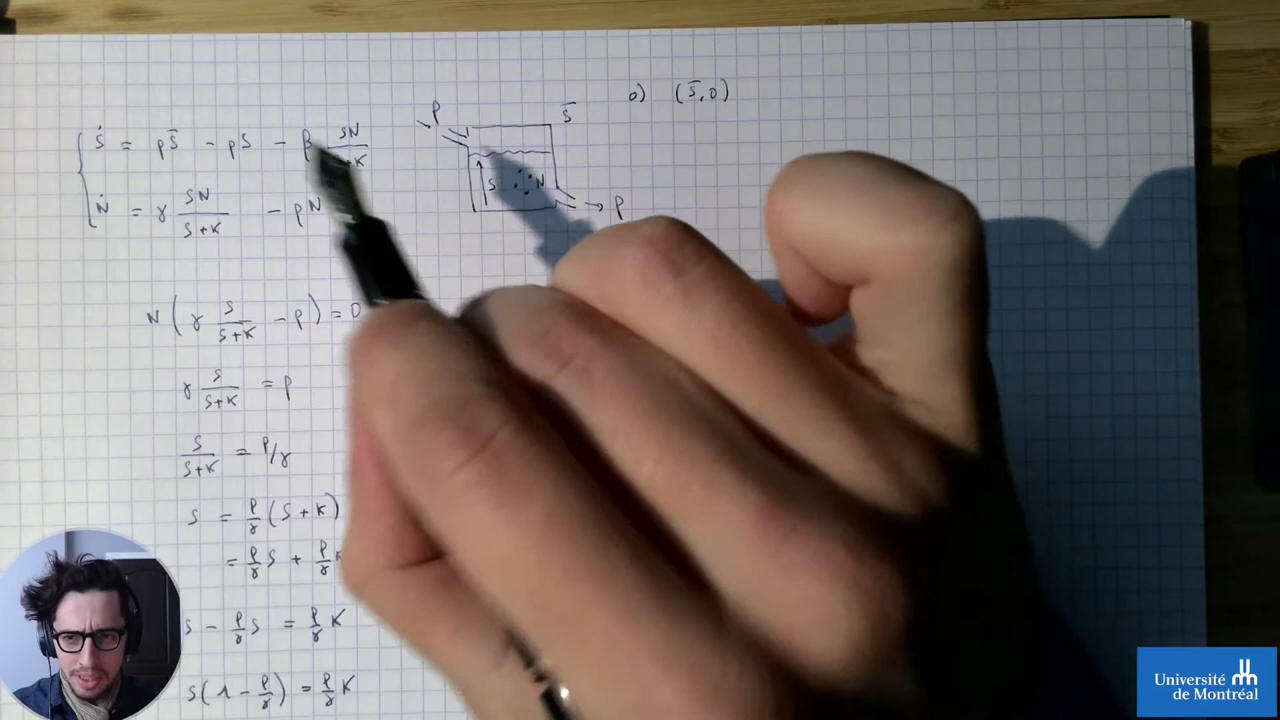 Ṡ = ρS̄ - ρS - β SN/S+K
Ṅ = γ SN/S+K - ρN
ρ
S̄
S
N
→ ρ
0) (S̄, 0)
N(γ S/S+K - ρ) = 0
γ S/S+K = ρ
S/S+K = ρ/γ
S = ρ/γ (S + K)
= ρ/γ S + ρ/γ K
S - ρ/γ S = ρ/γ K
S(1 - ρ/γ) = ρ/γ K
Université
de Montréal